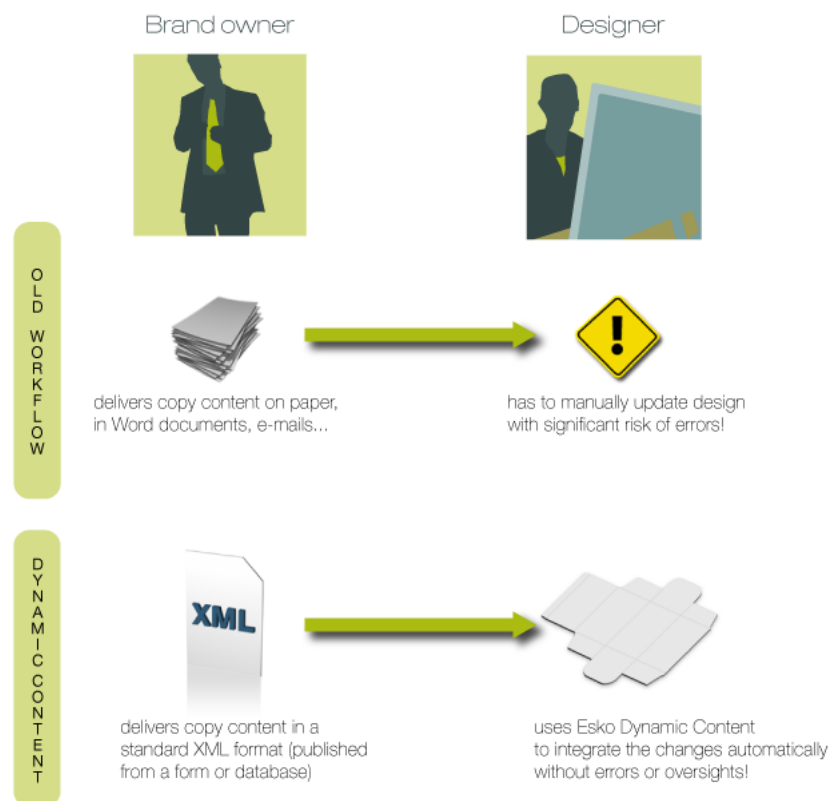 Brand owner
Designer
OLD WORKFLOW
delivers copy content on paper,
in Word documents, e-mails...
has to manually update design
with significant risk of errors!
DYNAMIC CONTENT
XML
delivers copy content in a
standard XML format (published
from a form or database)
uses Esko Dynamic Content
to integrate the changes automatically
without errors or oversights!